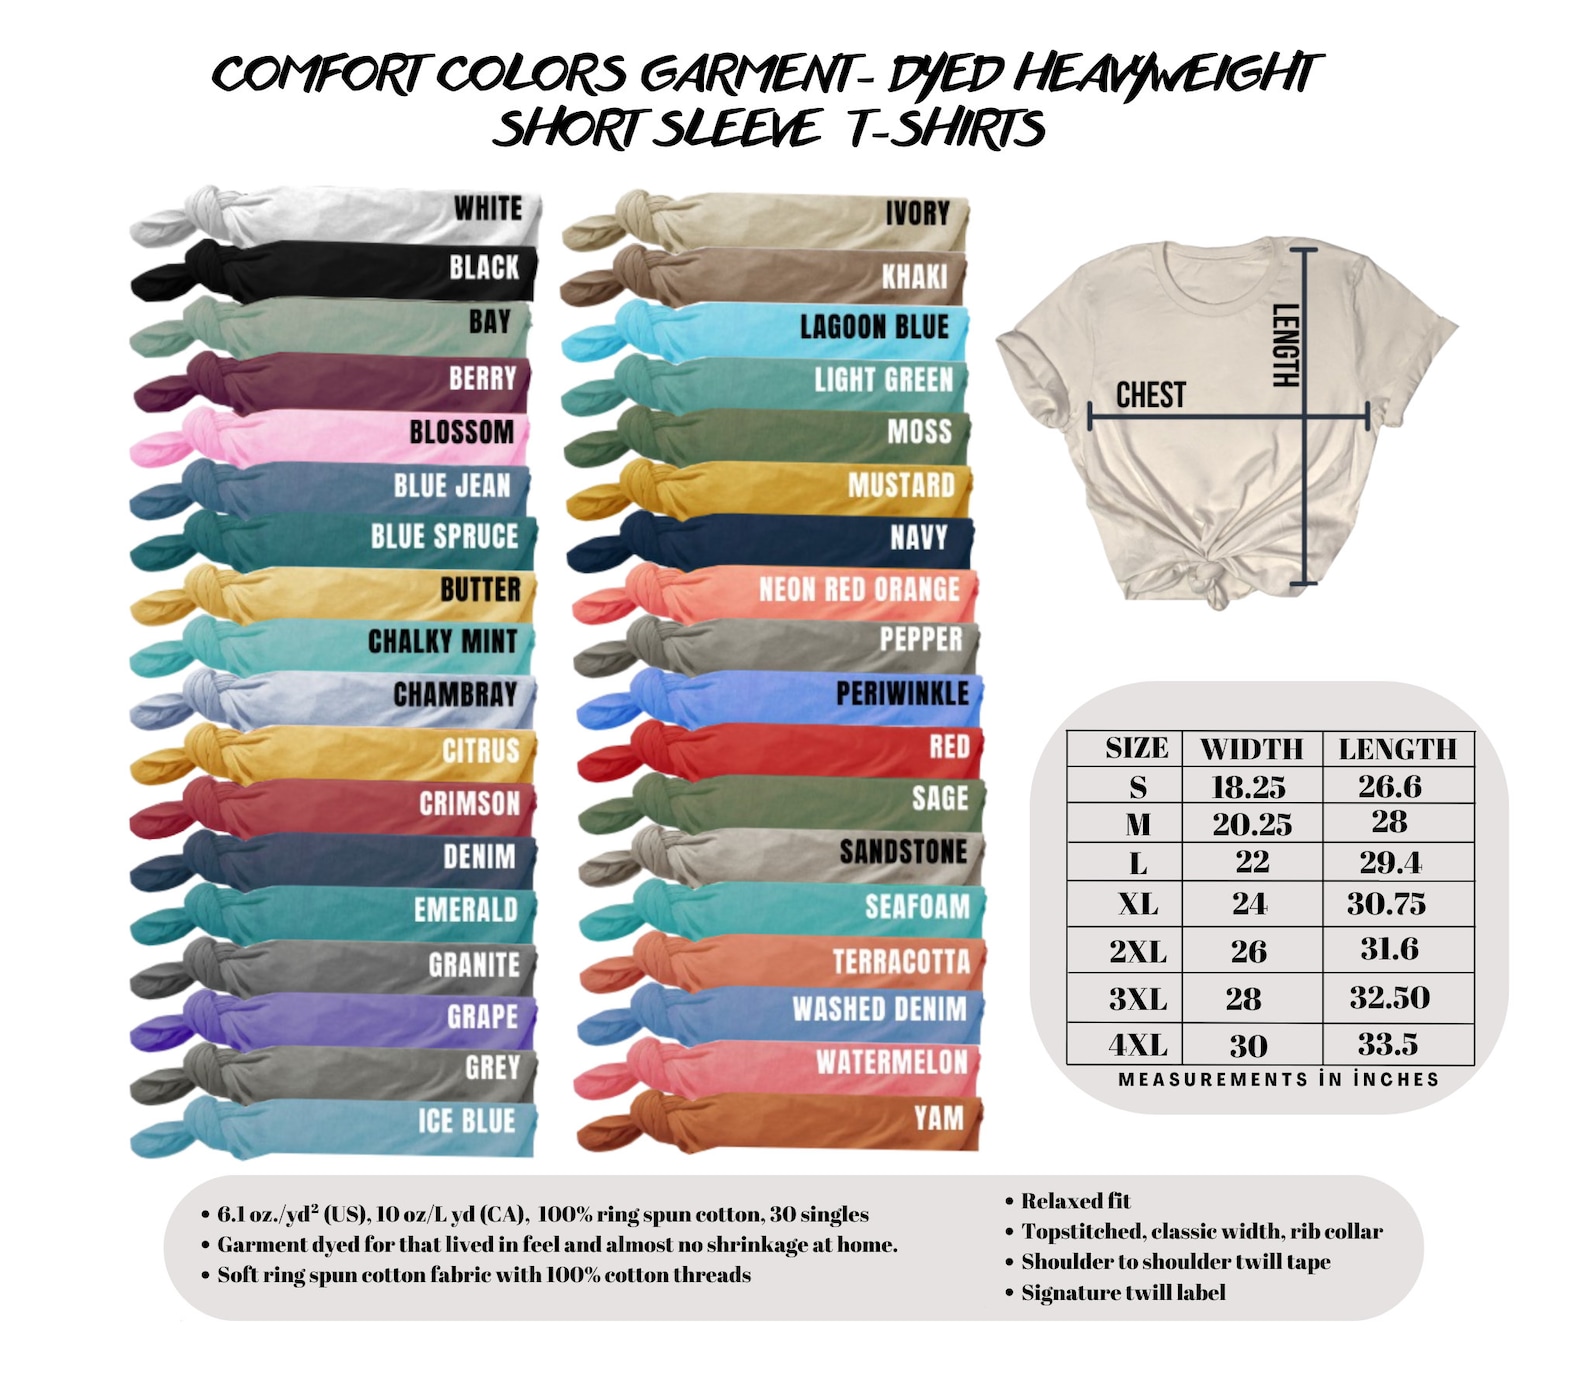 COMFORT COLORS GARMENT- DYED HEAVYWEIGHT
SHORT SLEEVE T-SHIRTS
WHITE
BLACK
BAY
BERRY
BLOSSOM
BLUE JEAN
BLUE SPRUCE
BUTTER
CHALKY MINT
CHAMBRAY
CITRUS
CRIMSON
DENIM
EMERALD
GRANITE
GRAPE
GREY
ICE BLUE
IVORY
KHAKI
LAGOON BLUE
LIGHT GREEN
MOSS
MUSTARD
NAVY
NEON RED ORANGE
PEPPER
PERIWINKLE
RED
SAGE
SANDSTONE
SEAFOAM
TERRACOTTA
WASHED DENIM
WATERMELON
YAM
LENGTH
CHEST
SIZE WIDTH LENGTH
S 18.25 26.6
M 20.25 28
L 22 29.4
XL 24 30.75
2XL 26 31.6
3XL 28 32.50
4XL 30 33.5
MEASUREMENTS İN İNCHES
• 6.1 oz./yd² (US), 10 oz/L yd (CA), 100% ring spun cotton, 30 singles
• Garment dyed for that lived in feel and almost no shrinkage at home.
• Soft ring spun cotton fabric with 100% cotton threads
• Relaxed fit
• Topstitched, classic width, rib collar
• Shoulder to shoulder twill tape
• Signature twill label